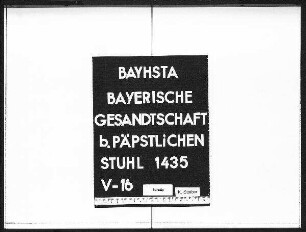 BAYHSTA
BAYERISCHE
GESANDTSCHAFT
b. PÄPSTLiCHEN
STUHL 1435
V-16